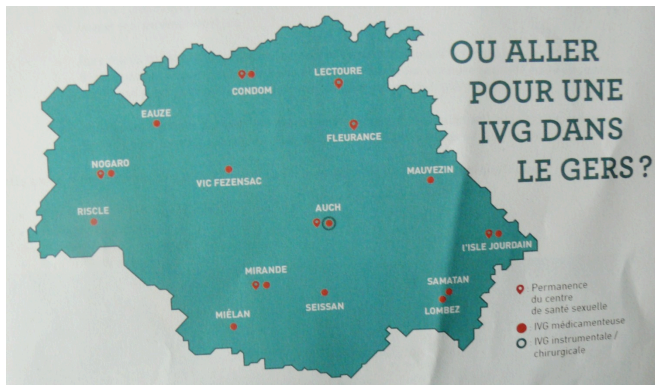 OU ALLER
POUR UNE
IVG DANS
LE GERS ?
CONDOM
LECTOURE
EAUZE
FLEURANCE
NOGARO
VIC FEZENSAC
MAUVEZIN
RISCLE
AUCH
l'ISLE JOURDAIN
MIRANDE
SEISSAN
SAMATAN
LOMBEZ
MIÉLAN
Permanence
du centre
de santé sexuelle
IVG médicamenteuse
IVG instrumentale /
chirurgicale